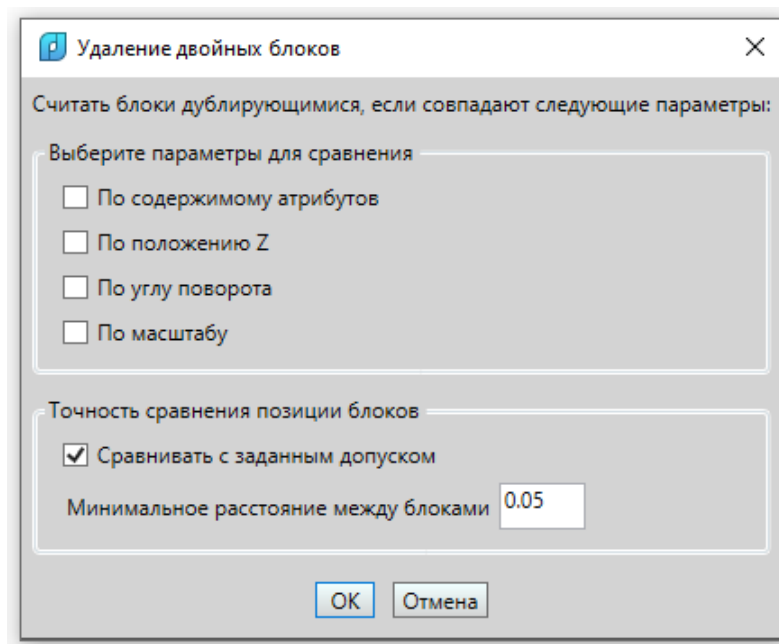 Удаление двойных блоков
Считать блоки дублирующимися, если совпадают следующие параметры:
Выберите параметры для сравнения
По содержимому атрибутов
По положению Z
По углу поворота
По масштабу
Точность сравнения позиции блоков
Сравнивать с заданным допуском
Минимальное расстояние между блоками 0.05
ОК Отмена